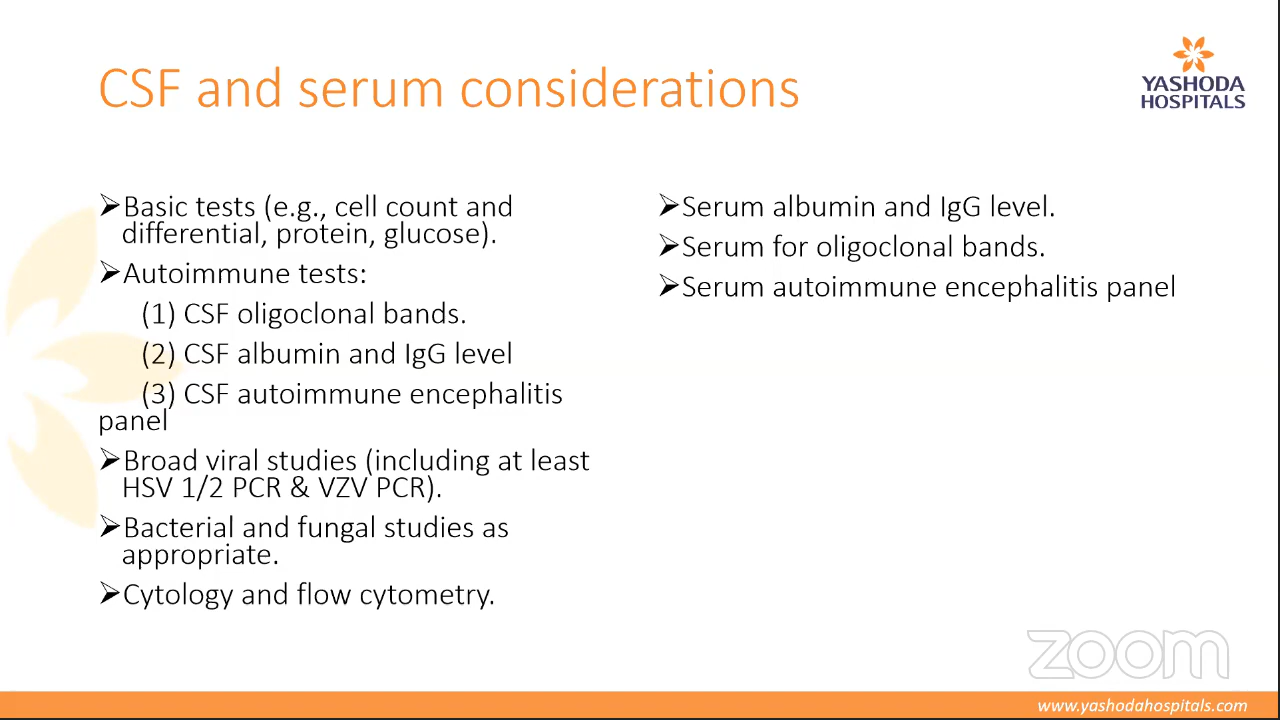 CSF and serum considerations
YASHODA
HOSPITALS
➢Basic tests (e.g., cell count and
differential, protein, glucose).
➢Autoimmune tests:
(1) CSF oligoclonal bands.
(2) CSF albumin and IgG level
(3) CSF autoimmune encephalitis
panel
➢Broad viral studies (including at least
HSV 1/2 PCR & VZV PCR).
➢Bacterial and fungal studies as
appropriate.
➢Cytology and flow cytometry.
➢Serum albumin and IgG level.
➢Serum for oligoclonal bands.
➢Serum autoimmune encephalitis panel
zoom
www.yashodahospitals.com